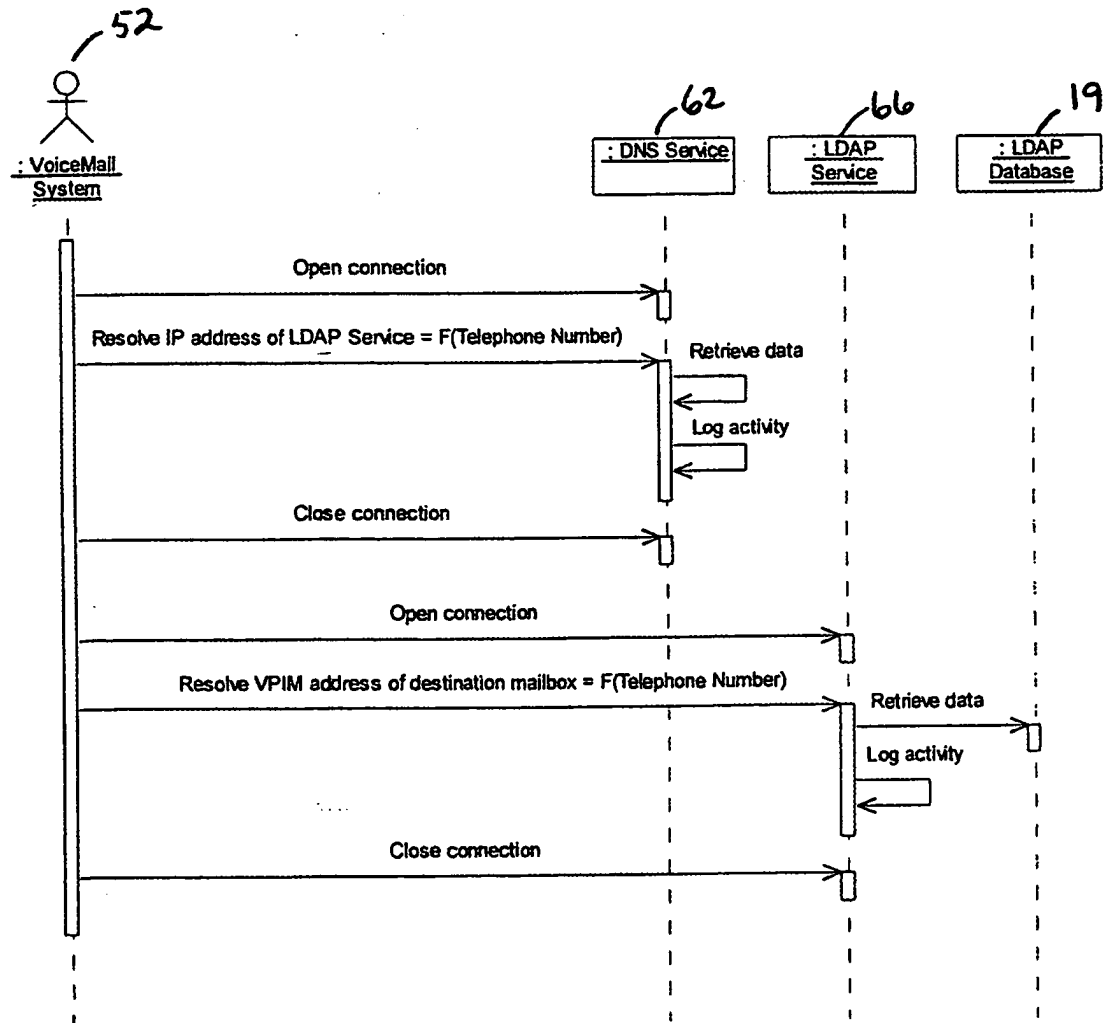 52
62
66
19
: VoiceMail
System
: DNS Service
: LDAP
Service
: LDAP
Database
Open connection
Resolve IP address of LDAP Service = F(Telephone Number)
Retrieve data
Log activity
Close connection
Open connection
Resolve VPIM address of destination mailbox = F(Telephone Number)
Retrieve data
Log activity
Close connection